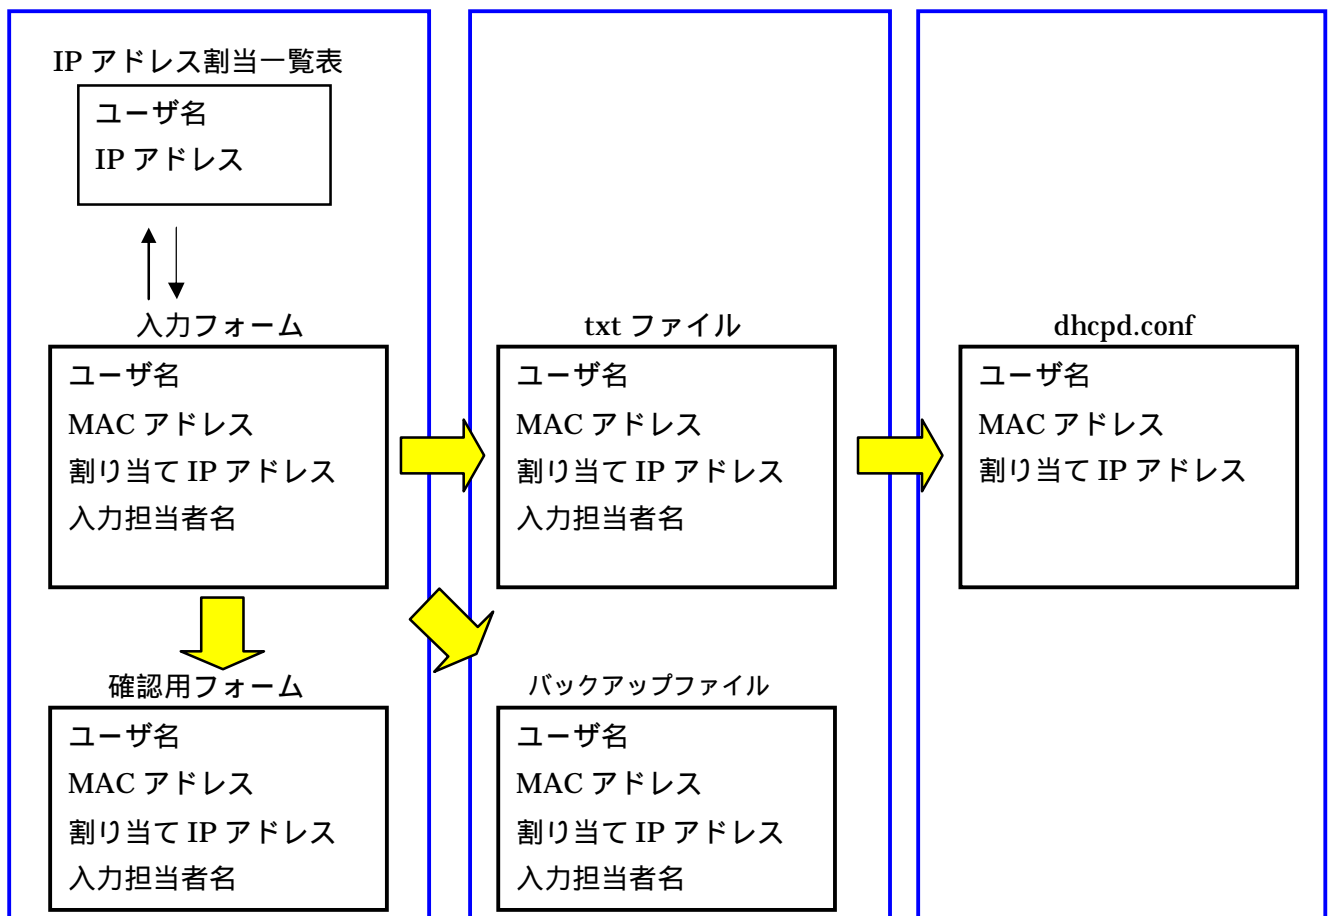 IP アドレス割当一覧表
ユーザ名
IP アドレス
入力フォーム
ユーザ名
MAC アドレス
割り当て IP アドレス
入力担当者名
確認用フォーム
ユーザ名
MAC アドレス
割り当て IP アドレス
入力担当者名
txt ファイル
ユーザ名
MAC アドレス
割り当て IP アドレス
入力担当者名
バックアップファイル
ユーザ名
MAC アドレス
割り当て IP アドレス
入力担当者名
dhcpd.conf
ユーザ名
MAC アドレス
割り当て IP アドレス